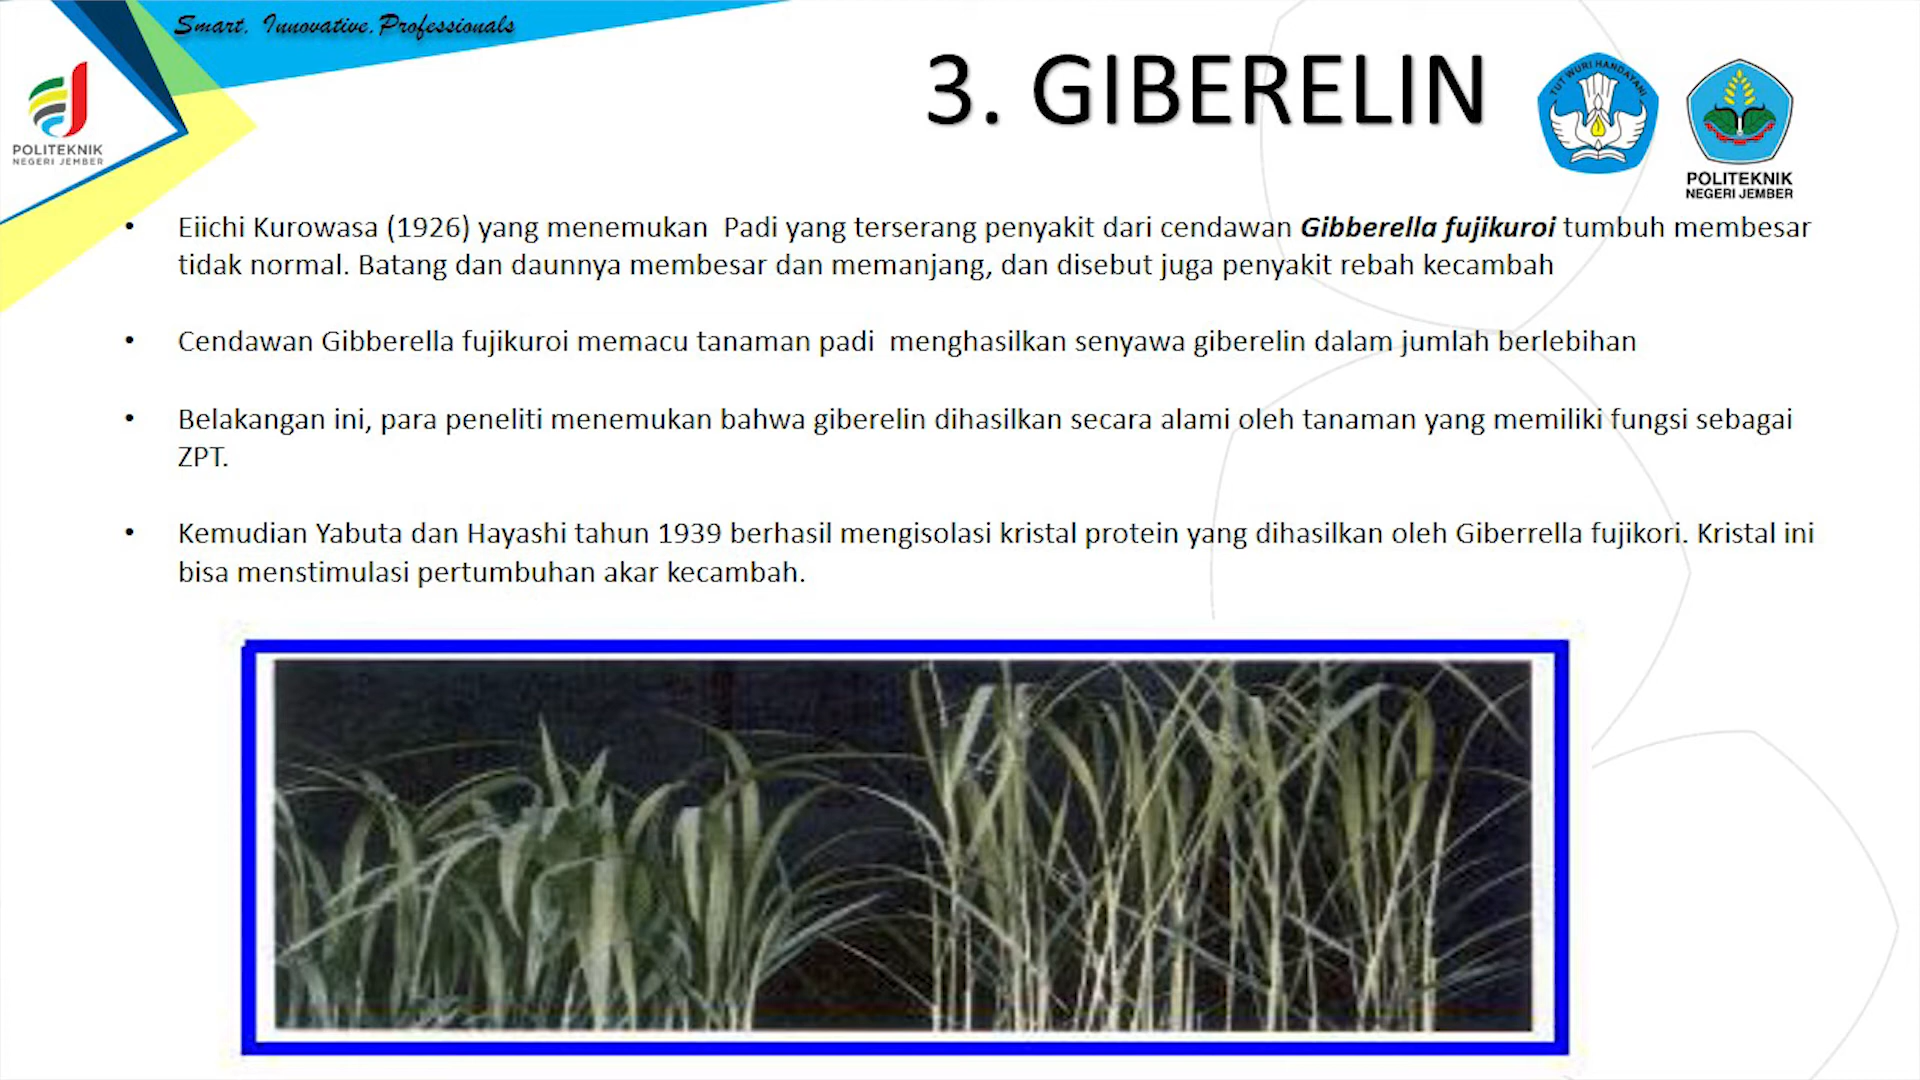 Smart. Innovative. Professionals
3. GIBERELIN
TUT WURI HANDAYANI
POLITEKNIK
NEGERI JEMBER
POLITEKNIK
NEGERI JEMBER
• Eiichi Kurowasa (1926) yang menemukan Padi yang terserang penyakit dari cendawan Gibberella fujikuroi tumbuh membesar
tidak normal. Batang dan daunnya membesar dan memanjang, dan disebut juga penyakit rebah kecambah
• Cendawan Gibberella fujikuroi memacu tanaman padi menghasilkan senyawa giberelin dalam jumlah berlebihan
• Belakangan ini, para peneliti menemukan bahwa giberelin dihasilkan secara alami oleh tanaman yang memiliki fungsi sebagai
ZPT.
• Kemudian Yabuta dan Hayashi tahun 1939 berhasil mengisolasi kristal protein yang dihasilkan oleh Giberrella fujikori. Kristal ini
bisa menstimulasi pertumbuhan akar kecambah.